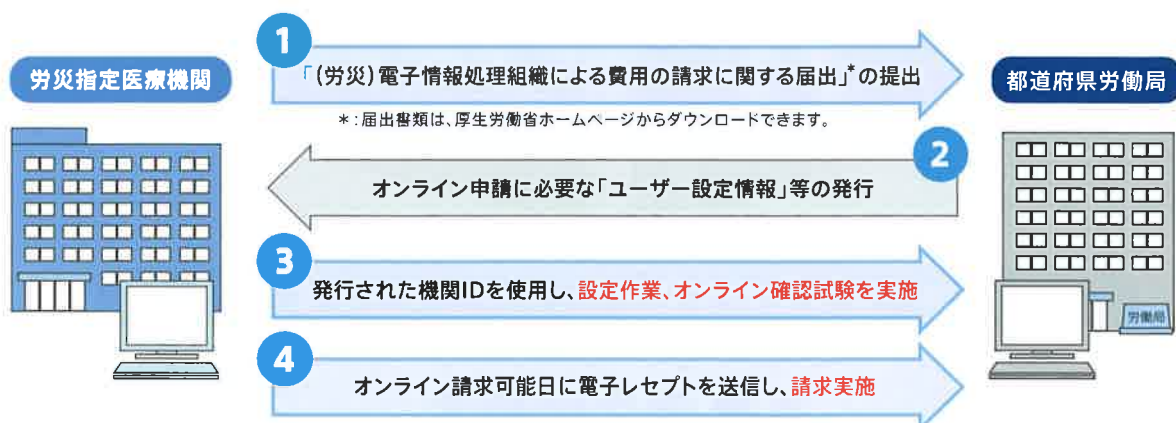 労災指定医療機関
1
「(労災)電子情報処理組織による費用の請求に関する届出」*の提出
都道府県労働局
*:届出書類は、厚生労働省ホームページからダウンロードできます。
2
オンライン申請に必要な「ユーザー設定情報」等の発行
3
発行された機関IDを使用し、設定作業、オンライン確認試験を実施
労働局
4
オンライン請求可能日に電子レセプトを送信し、請求実施